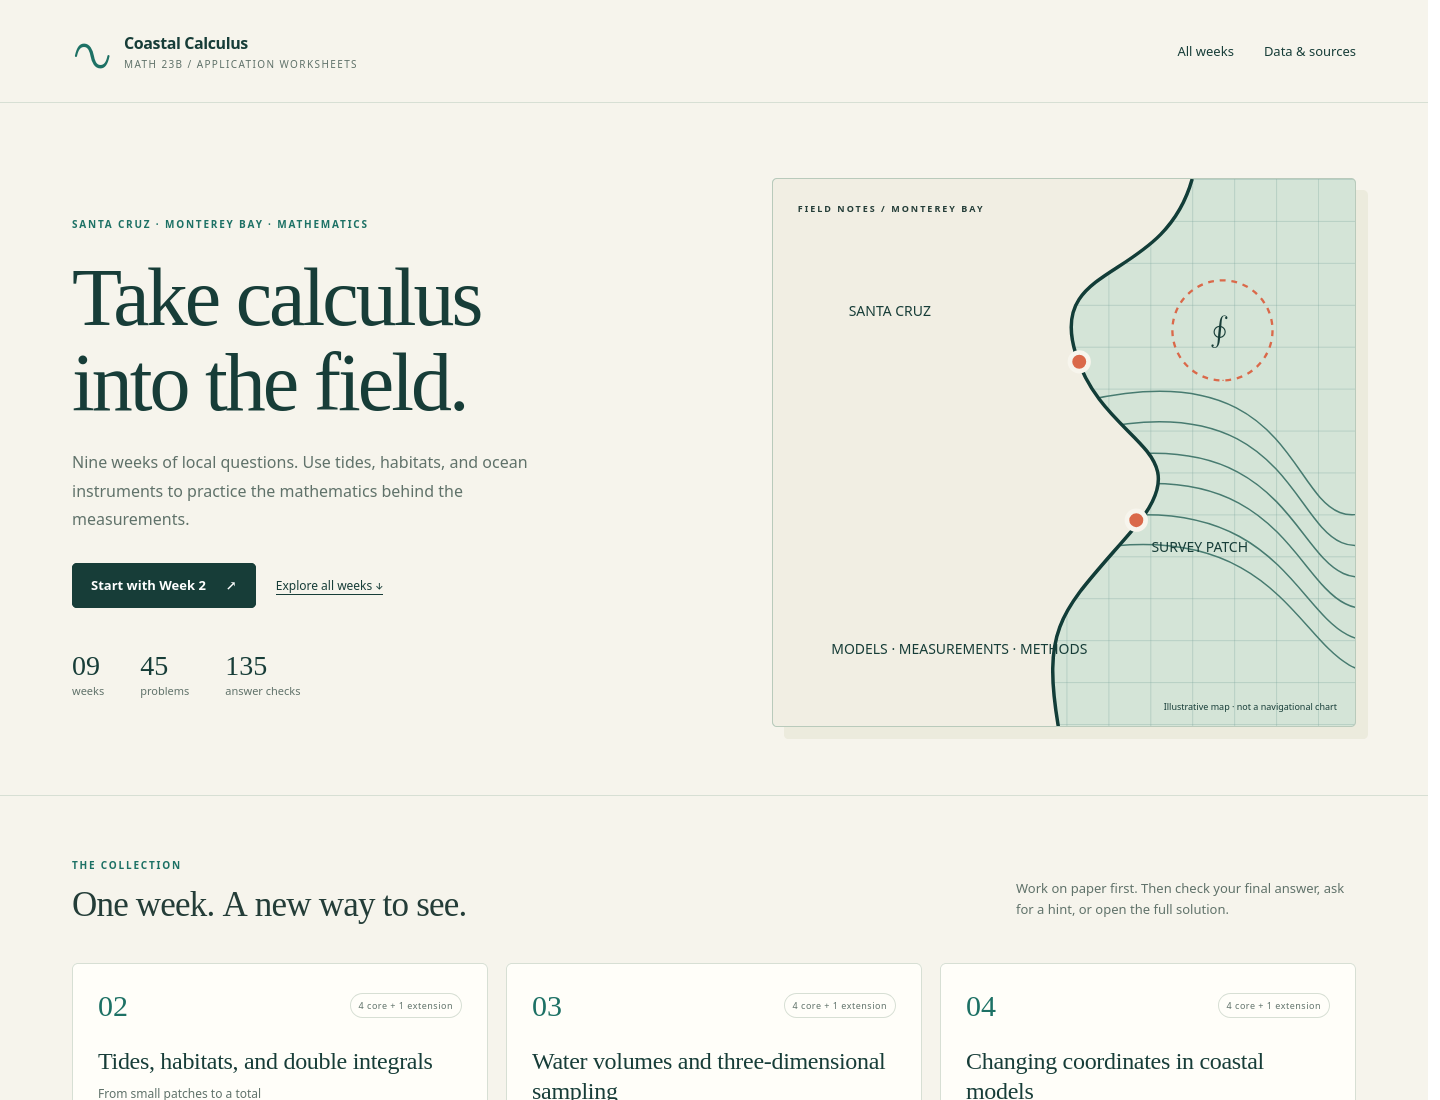 Coastal Calculus
MATH 23B / APPLICATION WORKSHEETS
All weeks
Data & sources
SANTA CRUZ · MONTEREY BAY · MATHEMATICS
Take calculus
into the field.
Nine weeks of local questions. Use tides, habitats, and ocean
instruments to practice the mathematics behind the
measurements.
Start with Week 2 ↗
Explore all weeks ↓
09
weeks
45
problems
135
answer checks
FIELD NOTES / MONTEREY BAY
SANTA CRUZ
∮
SURVEY PATCH
MODELS · MEASUREMENTS · METHODS
Illustrative map · not a navigational chart
THE COLLECTION
One week. A new way to see.
Work on paper first. Then check your final answer, ask
for a hint, or open the full solution.
02
4 core + 1 extension
Tides, habitats, and double integrals
From small patches to a total
03
4 core + 1 extension
Water volumes and three-dimensional
sampling
04
4 core + 1 extension
Changing coordinates in coastal
models